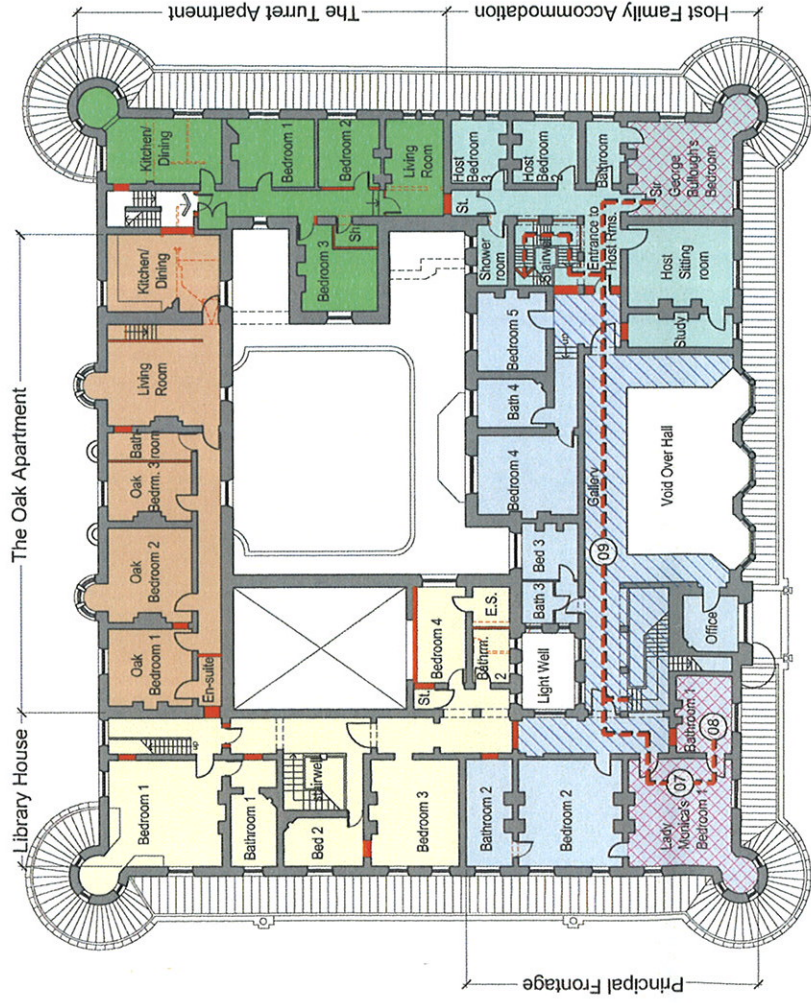 The Turret Apartment
Host Family Accommodation
The Oak Apartment
Library House
Principal Frontage
Kitchen/
Dining
Bedroom 1
Bedroom 2
Living
Room
Bedroom 3
Sh.
Host
Bedroom
3
Host
Bedroom
2
Bathroom
St.
Str
George
Bullough's
Bedroom
Shower
room
Stairwell
Entrance to
Host Rms.
Host
Sitting
room
Study
Kitchen/
Dining
Living
Room
Bath
room
Oak
Bedrm. 3
Oak
Bedroom 2
Oak
Bedroom 1
En-suite
Bedroom 5
UP
Bath 4
Bedroom 4
Gallery
Void Over Hall
09
Bed 3
Bath 3
Light Well
Office
Bedroom 4
E.S.
Bathrm.
2
St.
UP
Bedroom 1
Bathroom 1
stairwell
Bed 2
Bedroom 3
Bathroom 2
Bedroom 2
Bathroom 1
08
07
Lady
Monica's
Bedroom 1